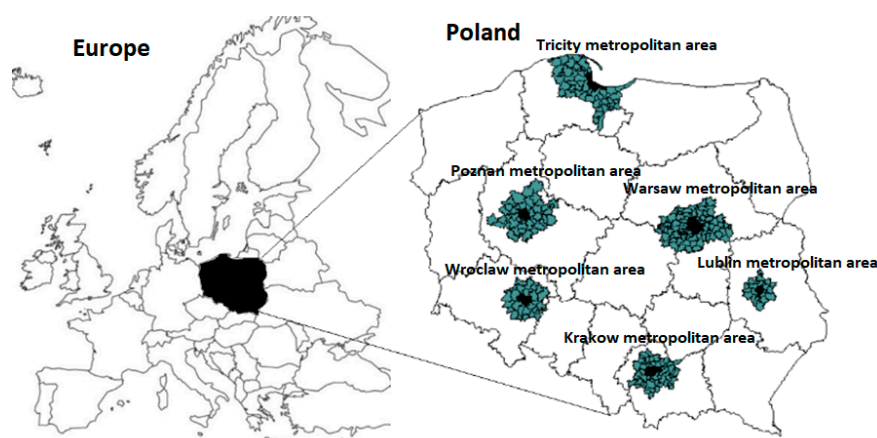 Europe
Poland
Tricity metropolitan area
Poznan metropolitan area
Warsaw metropolitan area
Wroclaw metropolitan area
Lublin metropolitan area
Krakow metropolitan area